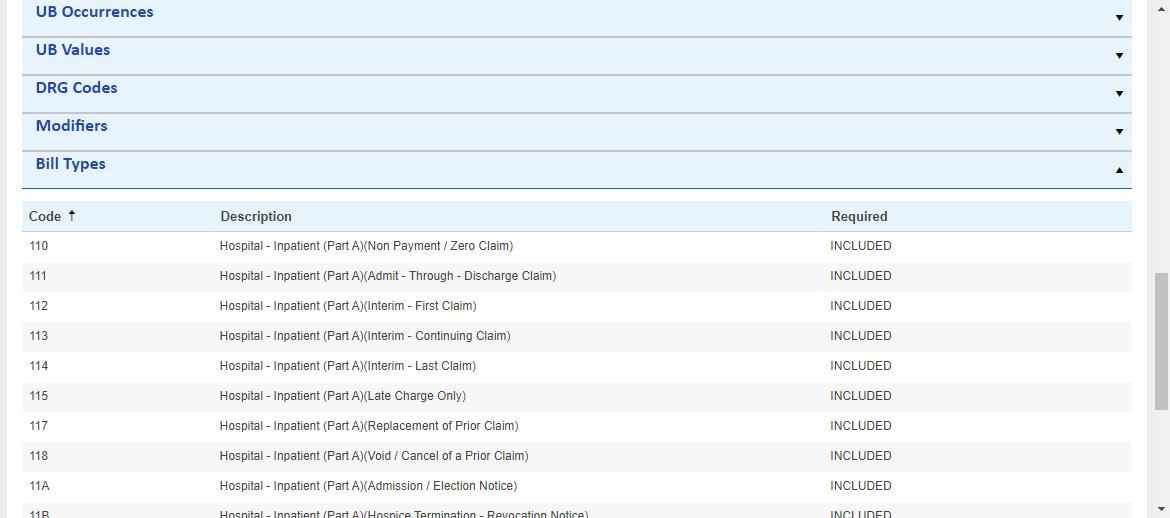 UB Occurrences
UB Values
DRG Codes
Modifiers
Bill Types
Code Description Required
110 Hospital - Inpatient (Part A)(Non Payment / Zero Claim) INCLUDED
111 Hospital - Inpatient (Part A)(Admit - Through - Discharge Claim) INCLUDED
112 Hospital - Inpatient (Part A)(Interim - First Claim) INCLUDED
113 Hospital - Inpatient (Part A)(Interim - Continuing Claim) INCLUDED
114 Hospital - Inpatient (Part A)(Interim - Last Claim) INCLUDED
115 Hospital - Inpatient (Part A)(Late Charge Only) INCLUDED
117 Hospital - Inpatient (Part A)(Replacement of Prior Claim) INCLUDED
118 Hospital - Inpatient (Part A)(Void / Cancel of a Prior Claim) INCLUDED
11A Hospital - Inpatient (Part A)(Admission / Election Notice) INCLUDED
11B Hospital - Inpatient (Part A)(Hospice Termination - Revocation Notice) INCLUDED